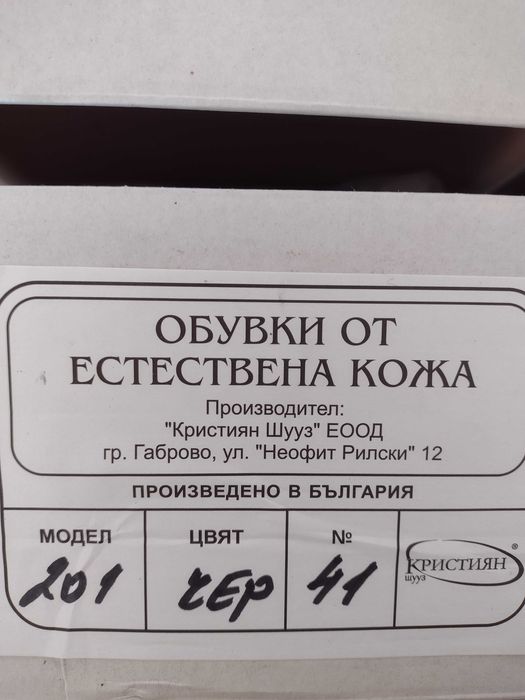 ОБУВКИ ОТ
ЕСТЕСТВЕНА КОЖА
Производител:
"Кристиян Шууз" ЕООД
гр. Габрово, ул. "Неофит Рилски" 12
ПРОИЗВЕДЕНО В БЪЛГАРИЯ
МОДЕЛ ЦВЯТ №
201 ЧЕР 41
КРИСТИЯН ®
шууз